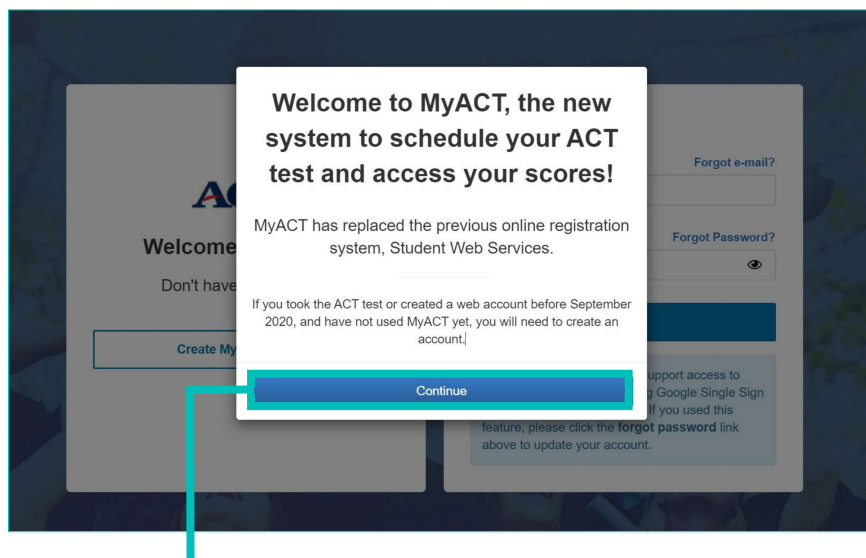 Welcome to MyACT, the new
system to schedule your ACT
test and access your scores!
MyACT has replaced the previous online registration
system, Student Web Services.
If you took the ACT test or created a web account before September
2020, and have not used MyACT yet, you will need to create an
account.
Continue
Welcome
Don't have
Create My
Forgot e-mail?
Forgot Password?
upport access to
g Google Single Sign
If you used this
feature, please click the forgot password link
above to update your account.